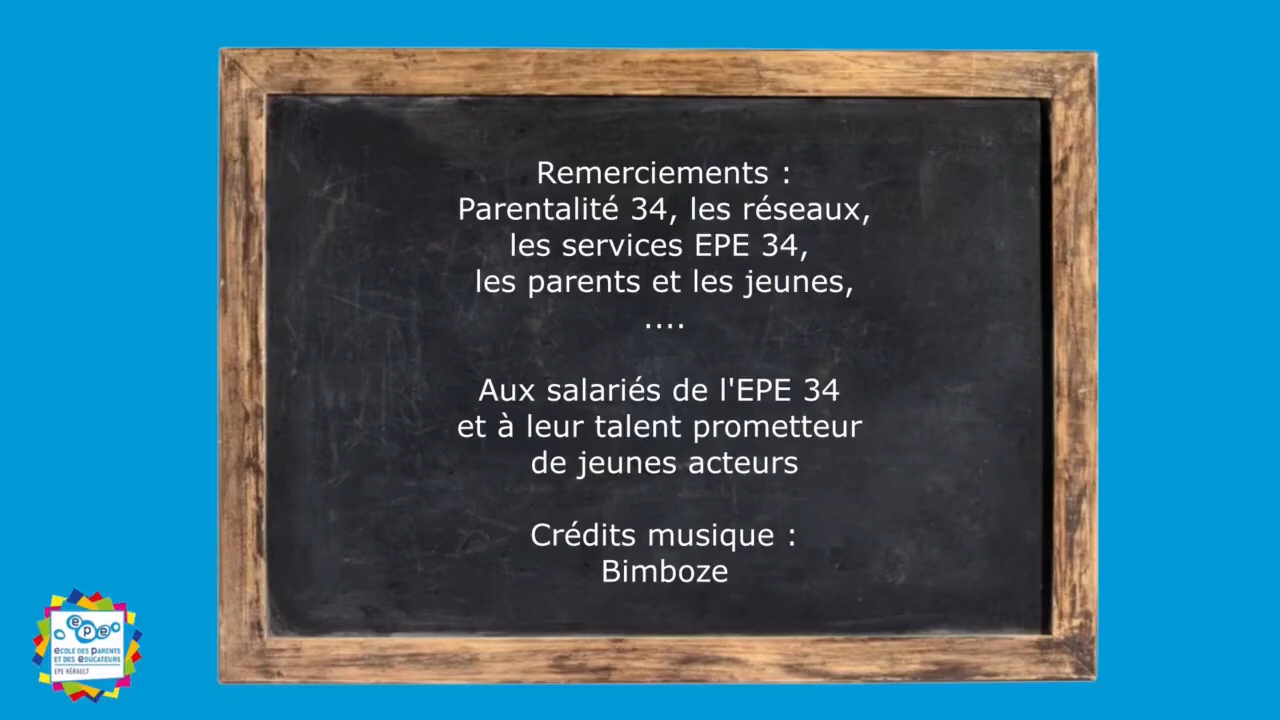 Remerciements :
Parentalité 34, les réseaux,
les services EPE 34,
les parents et les jeunes,
....
Aux salariés de l'EPE 34
et à leur talent prometteur
de jeunes acteurs
Crédits musique :
Bimboze
epe
eCOLE DES PARENTS
ET DES eDUCATEURS
EPE HÉRAULT